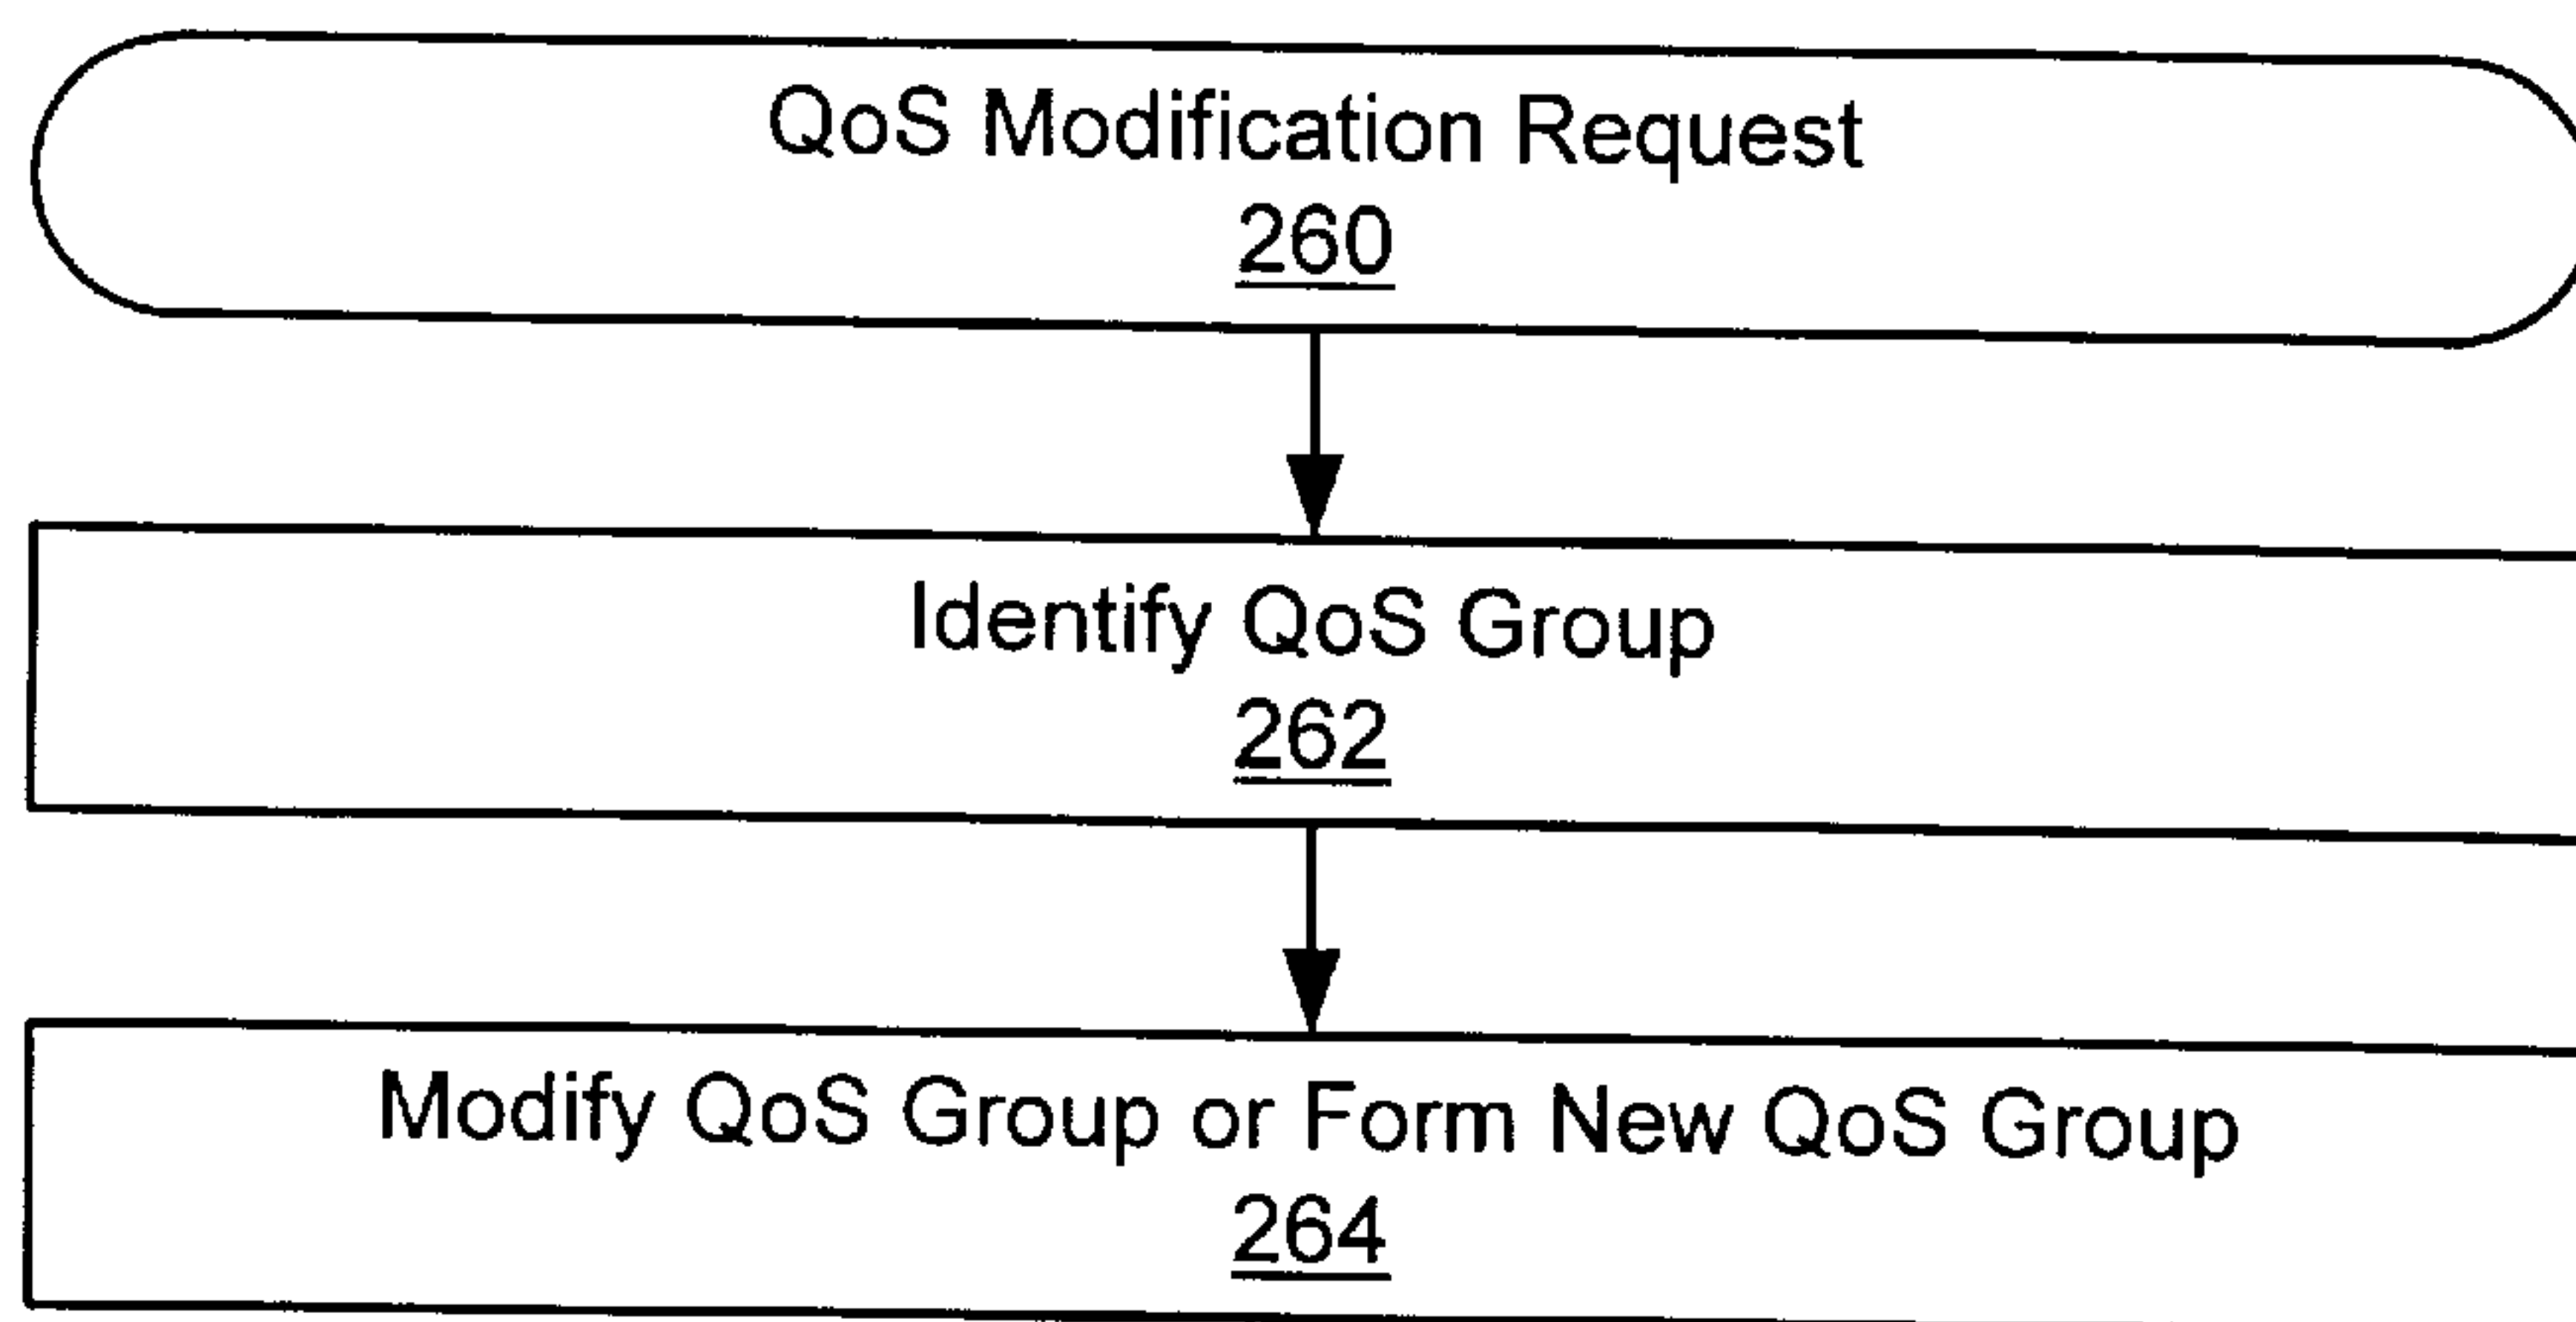 QoS Modification Request
260
Identify QoS Group
262
Modify QoS Group or Form New QoS Group
264